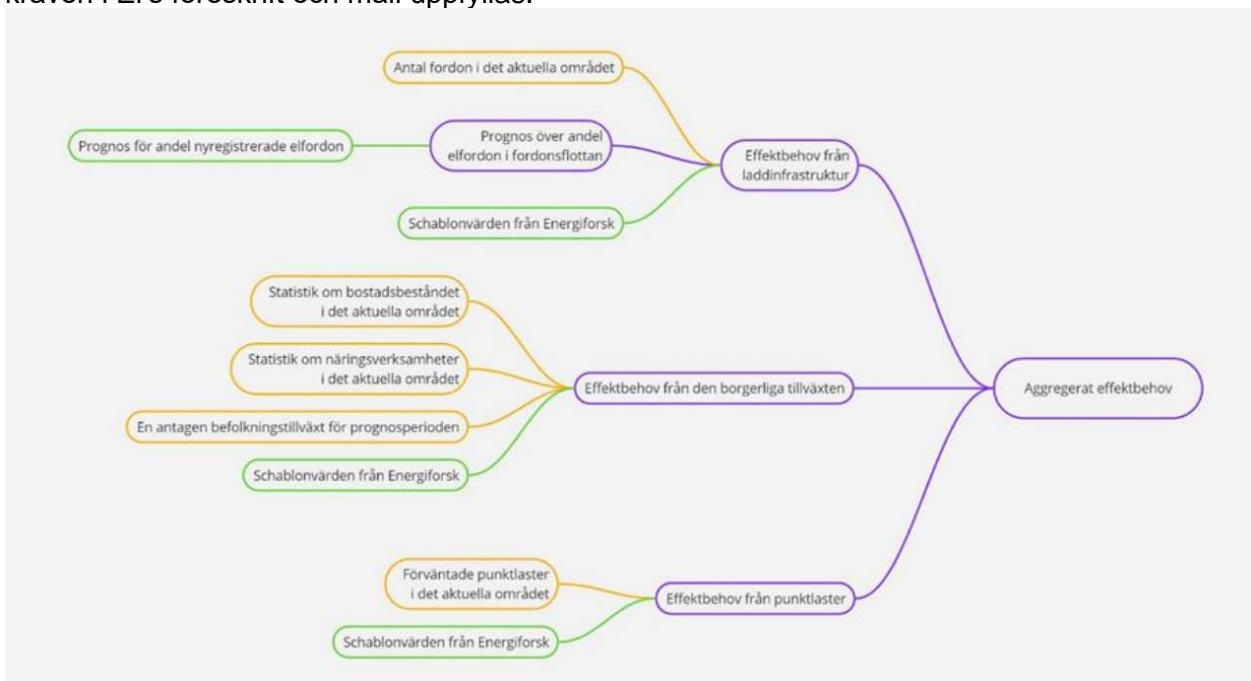 kraven i Ei's föreskrift och mall uppfyllas.
Antal fordon i det aktuella området
Prognos för andel nyregistrerade elfordon
Prognos över andel
elfordon i fordonsflottan
Effektbehov från
laddinfrastruktur
Schablonvärden från Energiforsk
Statistik om bostadsbeståndet
i det aktuella området
Statistik om näringsverksamheter
i det aktuella området
Effektbehov från den borgerliga tillväxten
Aggregerat effektbehov
En antagen befolkningstillväxt för prognosperioden
Schablonvärden från Energiforsk
Förväntade punktlaster
i det aktuella området
Effektbehov från punktlaster
Schablonvärden från Energiforsk